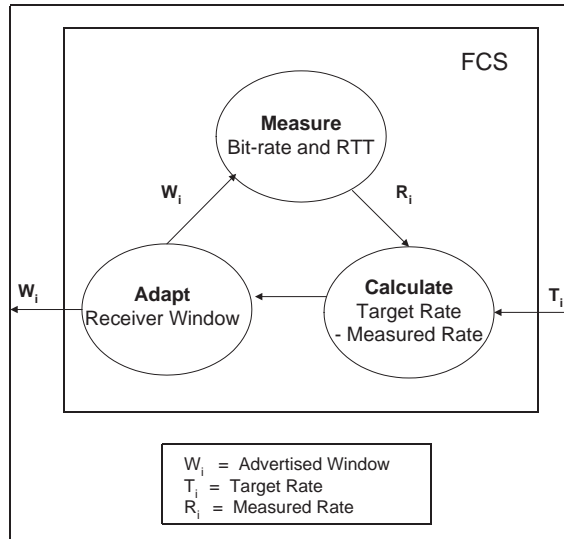 FCS
Measure
Bit-rate and RTT
W_i
R_i
W_i
Adapt
Receiver Window
Calculate
Target Rate
- Measured Rate
T_i
W_i = Advertised Window
T_i = Target Rate
R_i = Measured Rate